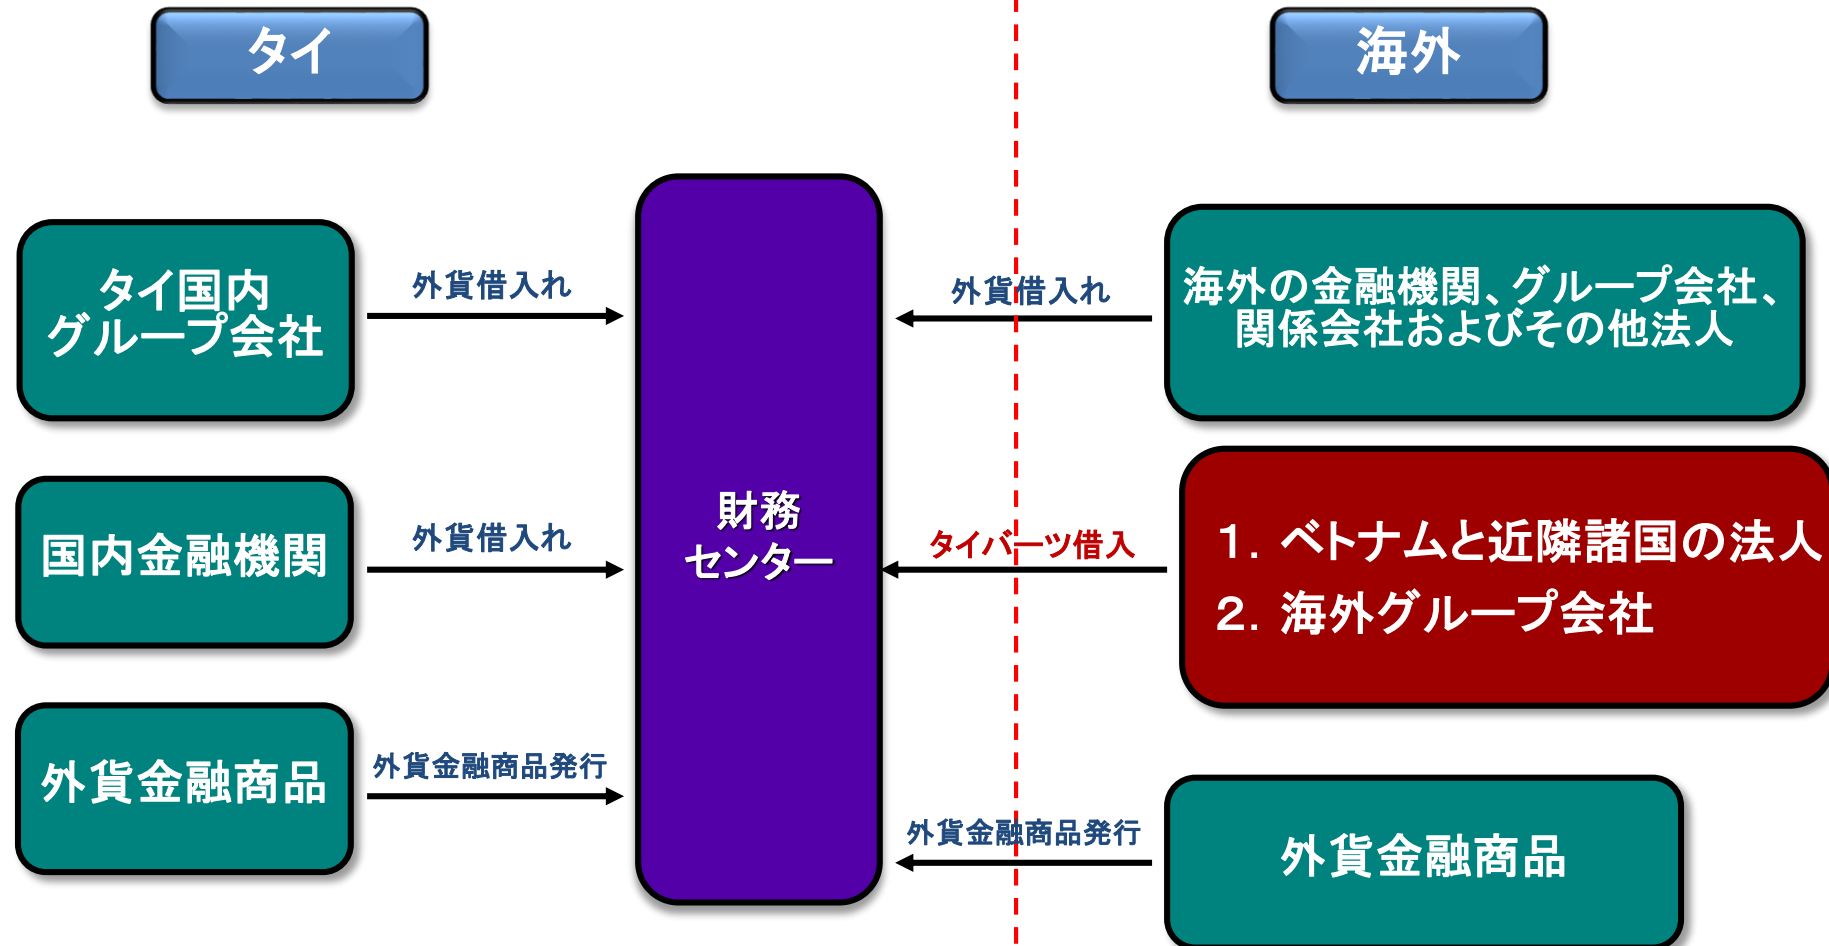 タイ
海外
タイ国内
グループ会社
外貨借入れ
財務
センター
外貨借入れ
海外の金融機関、グループ会社、
関係会社およびその他法人
国内金融機関
外貨借入れ
タイバーツ借入
1. ベトナムと近隣諸国の法人
2. 海外グループ会社
外貨金融商品
外貨金融商品発行
外貨金融商品発行
外貨金融商品